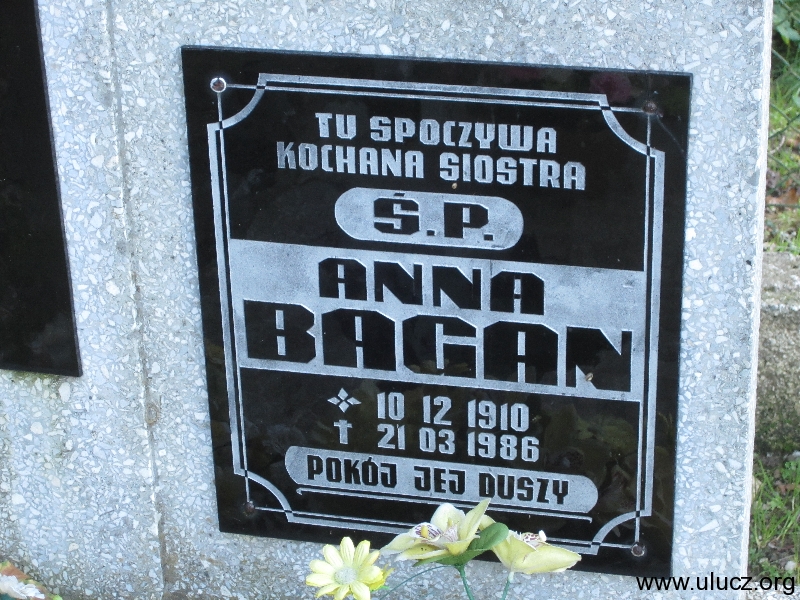 TU SPOCZYWA
KOCHANA SIOSTRA
Ś.P.
ANNA
BAGAN
10 12 1910
21 03 1986
POKÓJ JEJ DUSZY
www.ulucz.org